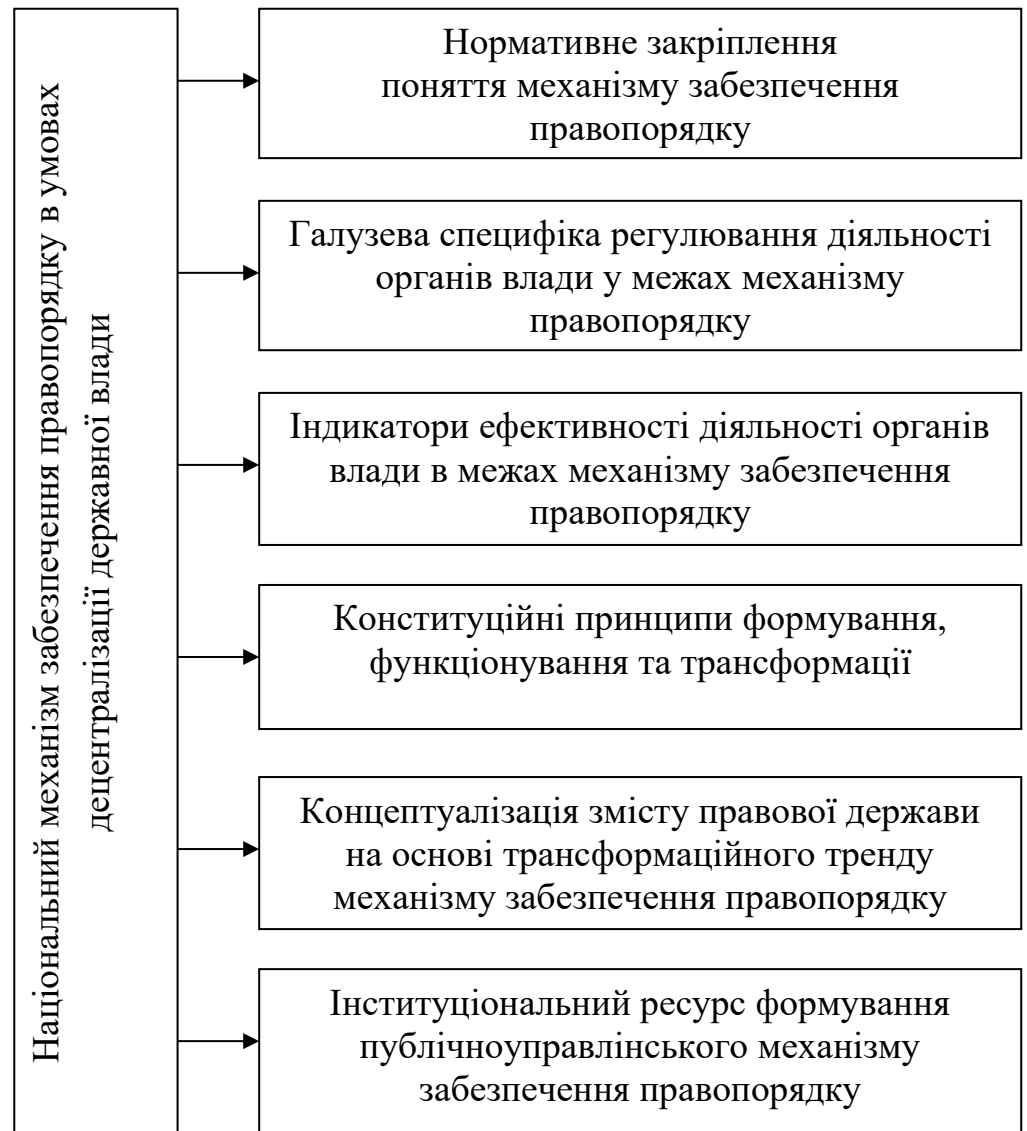 Національний механізм забезпечення правопорядку в умовах
децентралізації державної влади
Нормативне закріплення
поняття механізму забезпечення
правопорядку
Галузева специфіка регулювання діяльності
органів влади у межах механізму
правопорядку
Індикатори ефективності діяльності органів
влади в межах механізму забезпечення
правопорядку
Конституційні принципи формування,
функціонування та трансформації
Концептуалізація змісту правової держави
на основі трансформаційного тренду
механізму забезпечення правопорядку
Інституціональний ресурс формування
публічноуправлінського механізму
забезпечення правопорядку